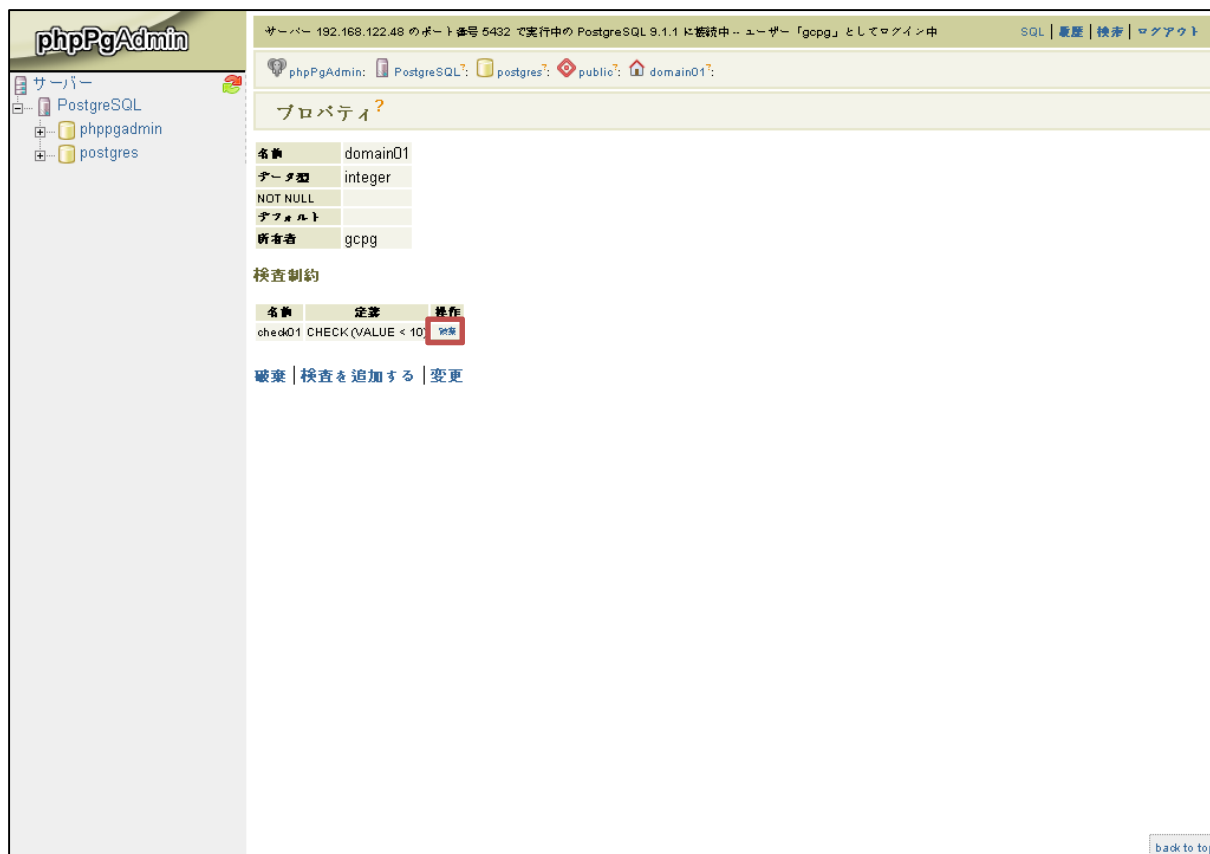 phpPgAdmin
サーバー 192.168.122.48 のポート番号 5432 で実行中の PostgreSQL 9.1.1 に接続中 -- ユーザー 「gcpg」としてログイン中
SQL | 履歴 | 検索 | ログアウト
サーバー
PostgreSQL
phppgadmin
postgres
phpPgAdmin: PostgreSQL?: postgres?: public?: domain01?:
プロパティ?
名前 domain01
データ型 integer
NOT NULL
デフォルト
所有者 gcpg
検査制約
名前 定義 操作
check01 CHECK (VALUE < 10) 破棄
破棄 | 検査を追加する | 変更
back to top